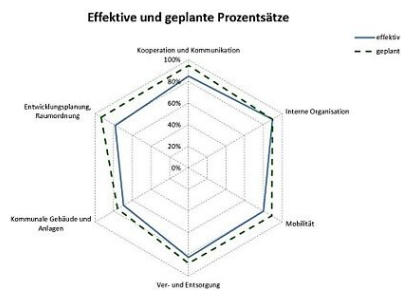 Effektive und geplante Prozentsätze
effektiv
geplant
Kooperation und Kommunikation
100%
80%
60%
40%
20%
0%
Interne Organisation
Mobilität
Ver- und Entsorgung
Kommunale Gebäude und
Anlagen
Entwicklungsplanung,
Raumordnung